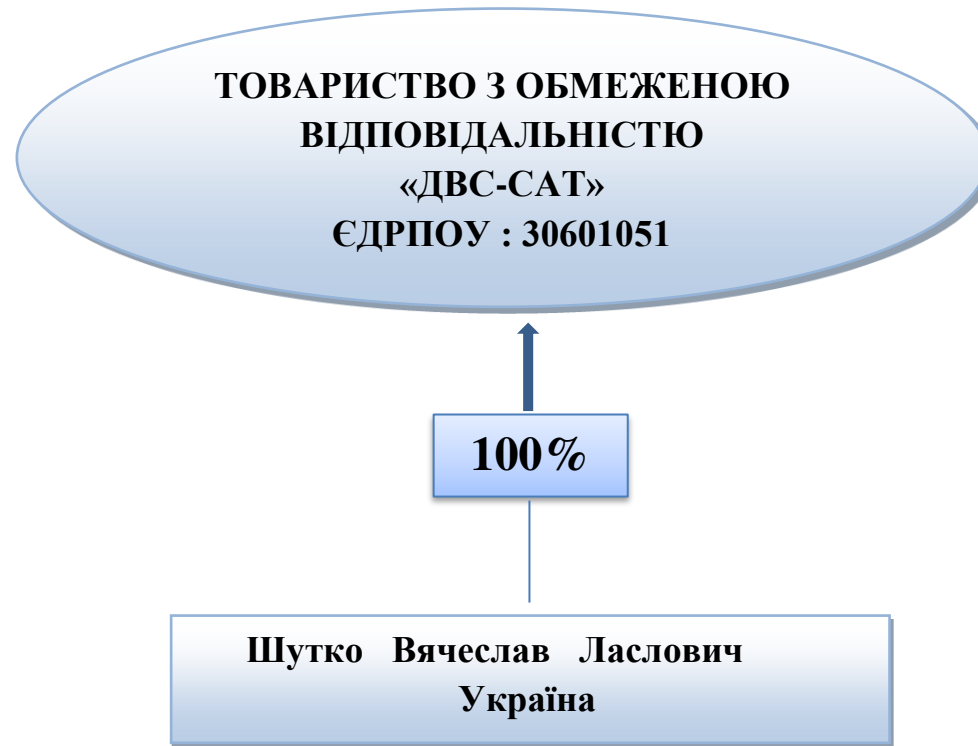 ТОВАРИСТВО З ОБМЕЖЕНОЮ
ВІДПОВІДАЛЬНІСТЮ
«ДВС-САТ»
ЄДРПОУ : 30601051
100%
Шутко Вячеслав Ласлович
Україна